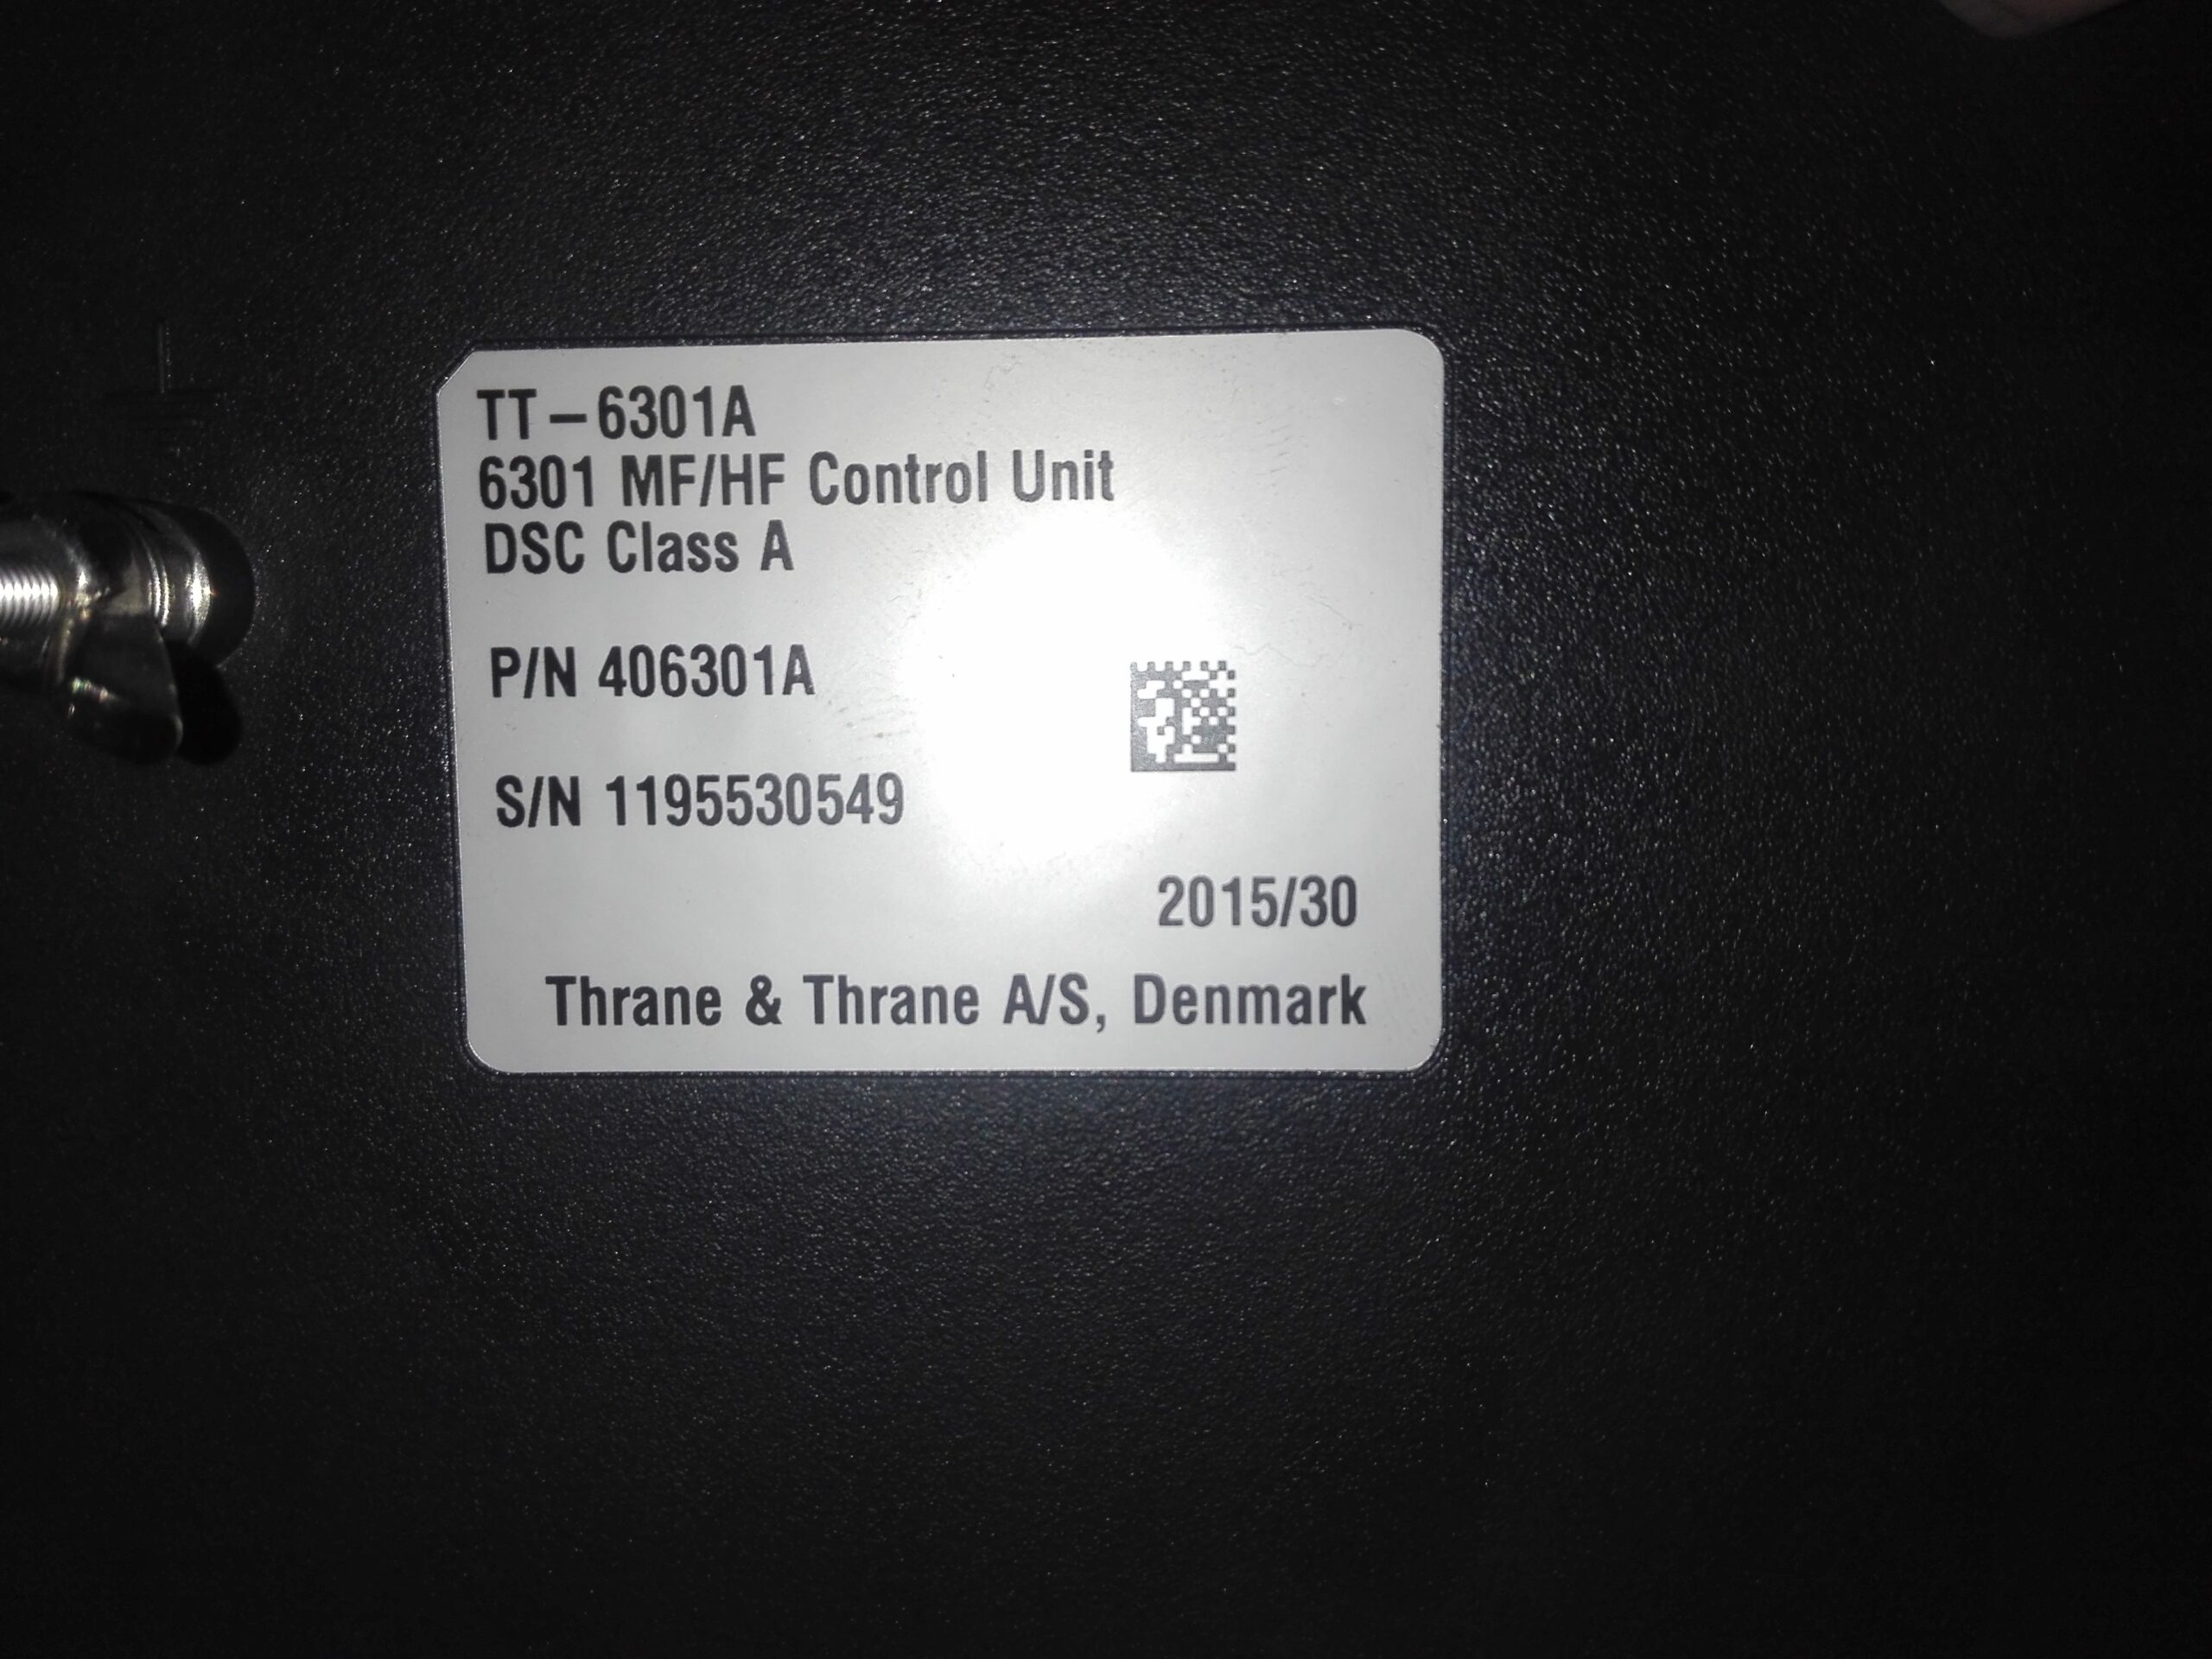 TT-6301A
6301 MF/HF Control Unit
DSC Class A
P/N 406301A
S/N 1195530549
2015/30
Thrane & Thrane A/S, Denmark